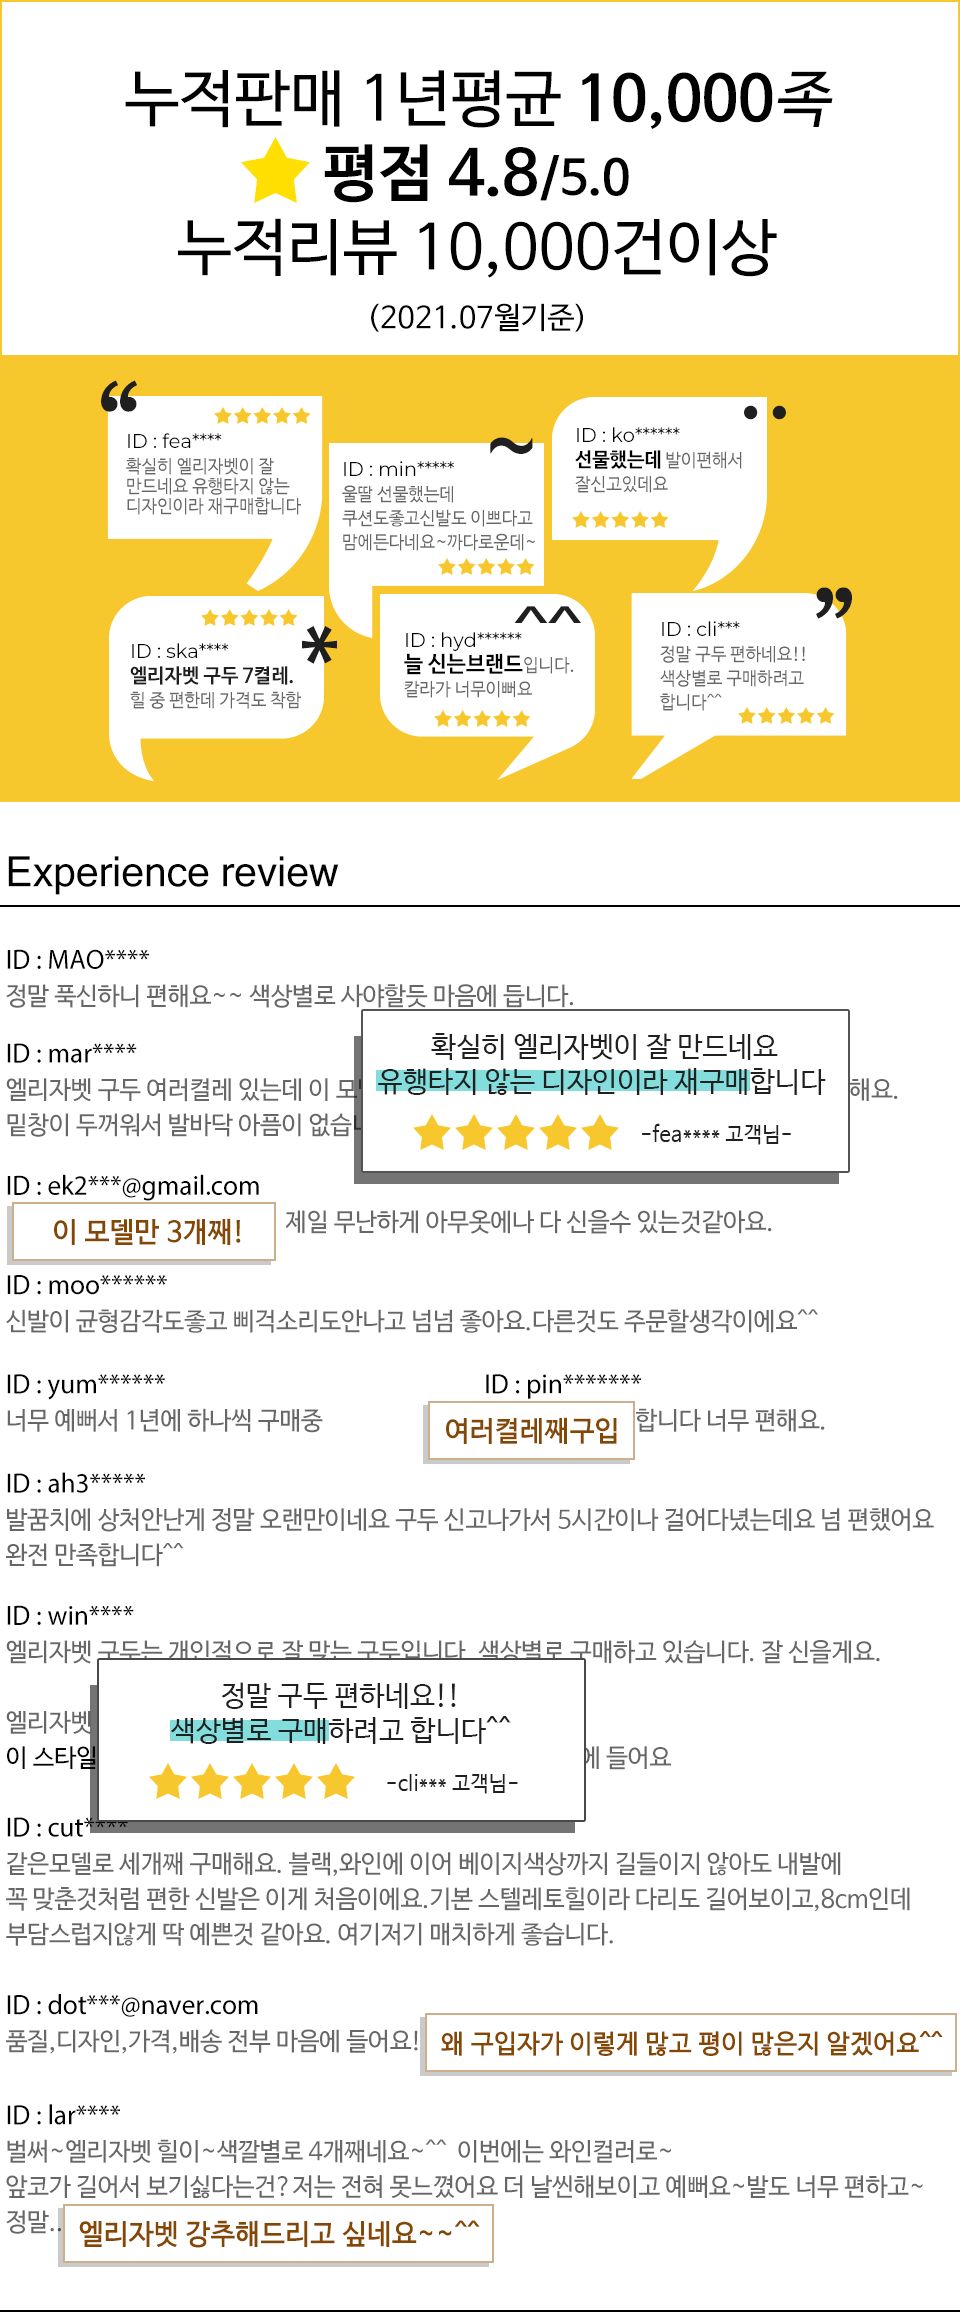 누적판매 1년평균 10,000족
평점 4.8/5.0
누적리뷰 10,000건이상
(2021.07월기준)
“
ID : fea****
확실히 엘리자벳이 잘
만드네요 유행타지 않는
디자인이라 재구매합니다
~
ID : min*****
울딸 선물했는데
쿠션도좋고신발도 이쁘다고
맘에든다네요~까다로운데~
ID : ko******
선물했는데 발이편해서
잘신고있데요
*
ID : ska****
엘리자벳 구두 7켤레.
힐 중 편한데 가격도 착함
^^
ID : hyd******
늘 신는브랜드입니다.
칼라가 너무이뻐요
”
ID : cli***
정말 구두 편하네요!!
색상별로 구매하려고
합니다^^
Experience review
ID : MAO****
정말 푹신하니 편해요~~ 색상별로 사야할듯 마음에 듭니다.
확실히 엘리자벳이 잘 만드네요
유행타지 않는 디자인이라 재구매합니다
-fea**** 고객님-
ID : mar****
엘리자벳 구두 여러켤레 있는데 이 해요.
밑창이 두꺼워서 발바닥 아픔이
ID : ek2***@gmail.com
이 모델만 3개째! 제일 무난하게 아무옷에나 다 신을수 있는것같아요.
ID : moo******
신발이 균형감각도좋고 삐걱소리도안나고 넘넘 좋아요.다른것도 주문할생각이에요^^
ID : yum******
너무 예뻐서 1년에 하나씩 구매중
ID : pin*******
여러켤레째구입 합니다 너무 편해요.
ID : ah3*****
발꿈치에 상처안난게 정말 오랜만이네요 구두 신고나가서 5시간이나 걸어다녔는데요 넘 편했어요
완전 만족합니다^^
ID : win****
엘리자벳 구두는 개인적으로 잘 맞는 구두입니다. 색상별로 구매하고 있습니다. 잘 신을게요.
정말 구두 편하네요!!
색상별로 구매하려고 합니다^^
-cli*** 고객님-
엘리자벳
이 스타일 에 들어요
ID : cut****
같은모델로 세개째 구매해요. 블랙,와인에 이어 베이지색상까지 길들이지 않아도 내발에
꼭 맞춘것처럼 편한 신발은 이게 처음이에요.기본 스텔레토힐이라 다리도 길어보이고,8cm인데
부담스럽지않게 딱 예쁜것 같아요. 여기저기 매치하게 좋습니다.
ID : dot***@naver.com
품질,디자인,가격,배송 전부 마음에 들어요! 왜 구입자가 이렇게 많고 평이 많은지 알겠어요^^
ID : lar****
벌써~엘리자벳 힐이~색깔별로 4개째네요~^^ 이번에는 와인컬러로~
앞코가 길어서 보기싫다는건? 저는 전혀 못느꼈어요 더 날씬해보이고 예뻐요~발도 너무 편하고~
정말.. 엘리자벳 강추해드리고 싶네요~~^^